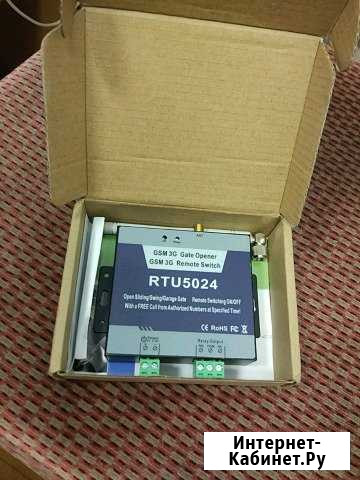 ANT
GSM 3G Gate Opener
GSM 3G Remote Switch
RTU5024
Open Sliding/Swing/Garage Gate Remote Switching ON/OFF
With a FREE Call from Authorized Numbers at Specified Time!
CE RoHS
Relay Output
Интернет-
Кабинет.Ру